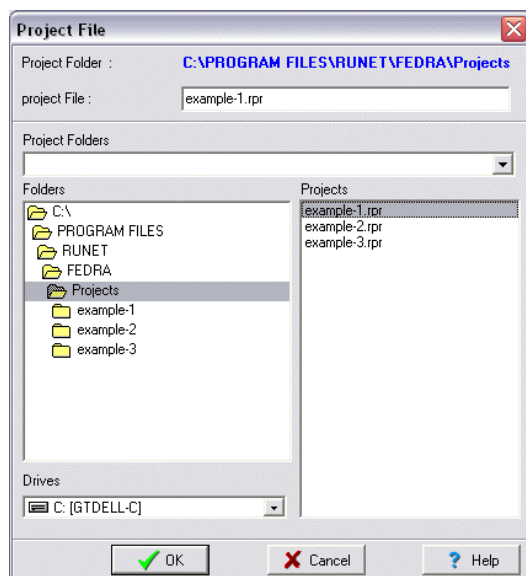 Project File
Project Folder : C:\PROGRAM FILES\RUNET\FEDRA\Projects
project File : example-1.rpr
Project Folders
Folders
C:\
PROGRAM FILES
RUNET
FEDRA
Projects
example-1
example-2
example-3
Projects
example-1.rpr
example-2.rpr
example-3.rpr
Drives
C: [GTDELL-C]
OK Cancel ? Help